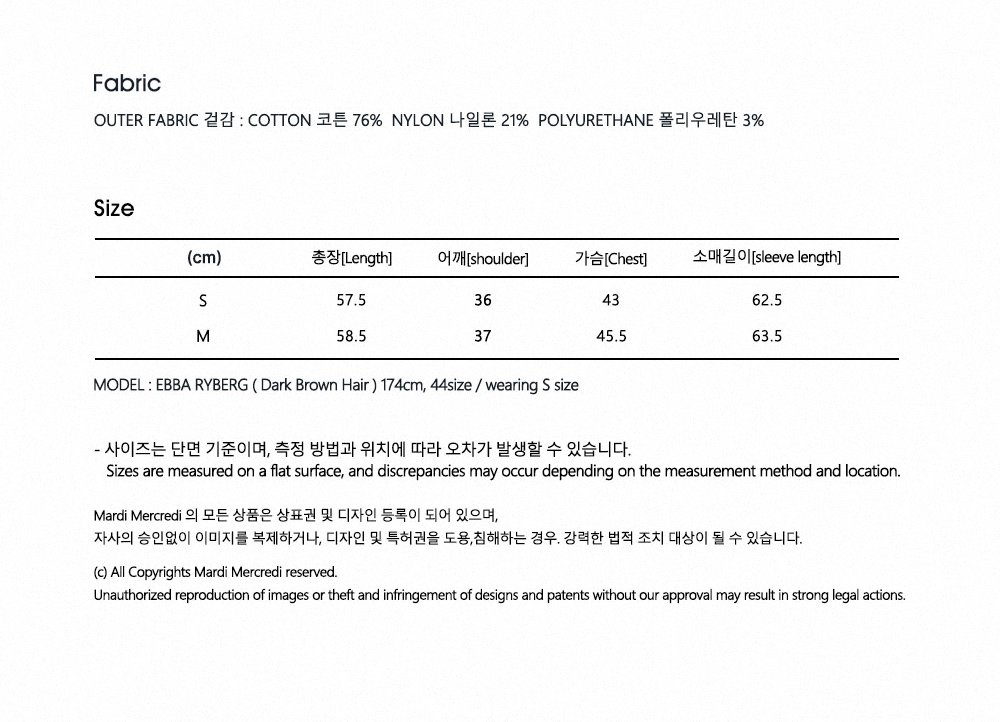 Fabric
OUTER FABRIC 겉감 : COTTON 코튼 76% NYLON 나일론 21% POLYURETHANE 폴리우레탄 3%
Size
(cm) 총장[Length] 어깨[shoulder] 가슴[Chest] 소매길이[sleeve length]
S 57.5 36 43 62.5
M 58.5 37 45.5 63.5
MODEL : EBBA RYBERG ( Dark Brown Hair ) 174cm, 44size / wearing S size
- 사이즈는 단면 기준이며, 측정 방법과 위치에 따라 오차가 발생할 수 있습니다.
Sizes are measured on a flat surface, and discrepancies may occur depending on the measurement method and location.
Mardi Mercredi 의 모든 상품은 상표권 및 디자인 등록이 되어 있으며,
자사의 승인없이 이미지를 복제하거나, 디자인 및 특허권을 도용,침해하는 경우. 강력한 법적 조치 대상이 될 수 있습니다.
(c) All Copyrights Mardi Mercredi reserved.
Unauthorized reproduction of images or theft and infringement of designs and patents without our approval may result in strong legal actions.